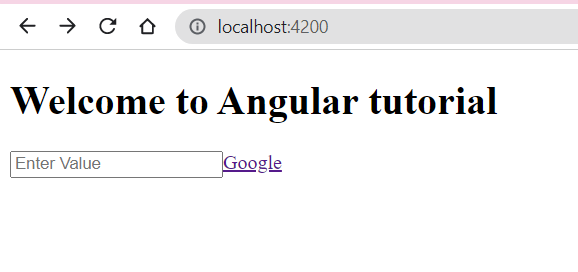 localhost:4200
Welcome to Angular tutorial
Enter Value Google